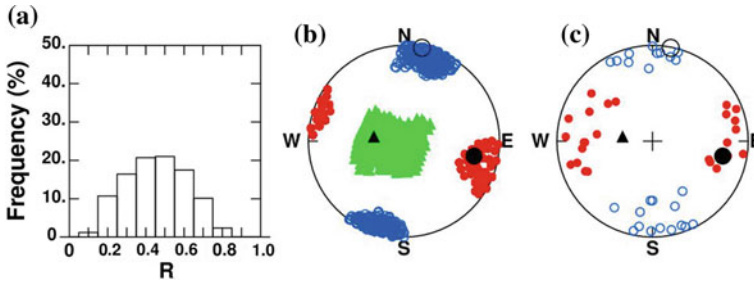 (a)
Frequency (%)
50.
40.
30.
20.
10.
0
0
0.2
0.4
0.6
0.8
1.0
R
(b)
N
W
E
S
(c)
N
W
E
S